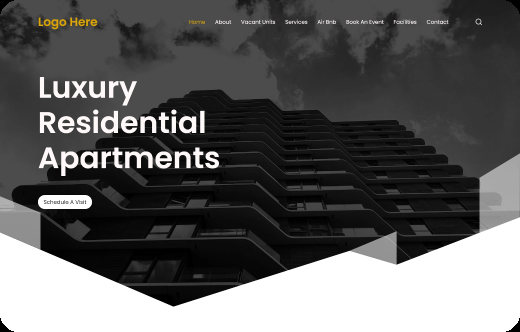 Logo Here
Home About Vacant Units Services Air Bnb Book An Event Facilities Contact
Luxury
Residential
Apartments
Schedule A Visit